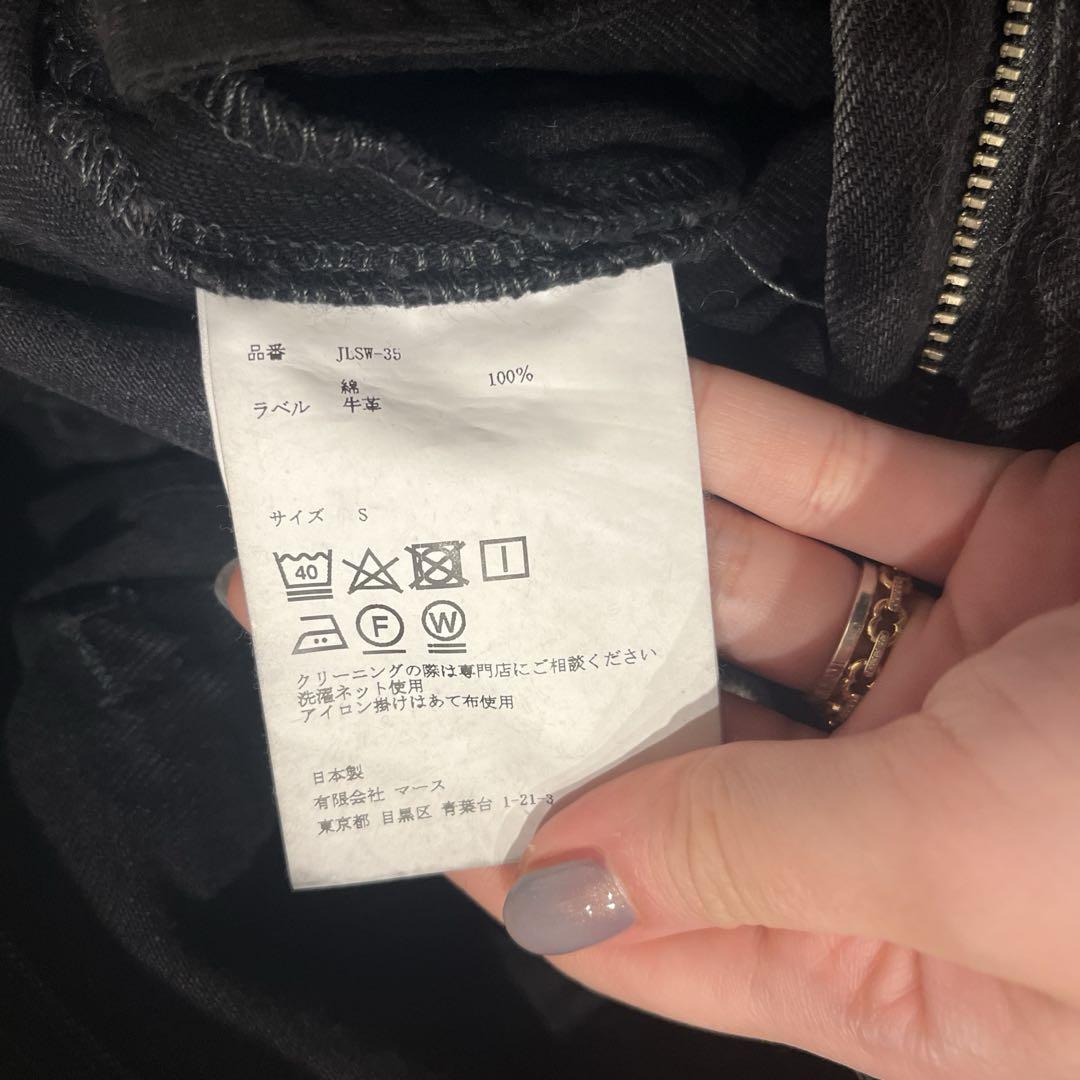 品番 JLSW-35
綿 100%
ラベル 牛革
サイズ S
40
F W
クリーニングの際は専門店にご相談ください
洗濯ネット使用
アイロン掛けはあて布使用
日本製
有限会社 マース
東京都 目黒区 青葉台 1-21-3